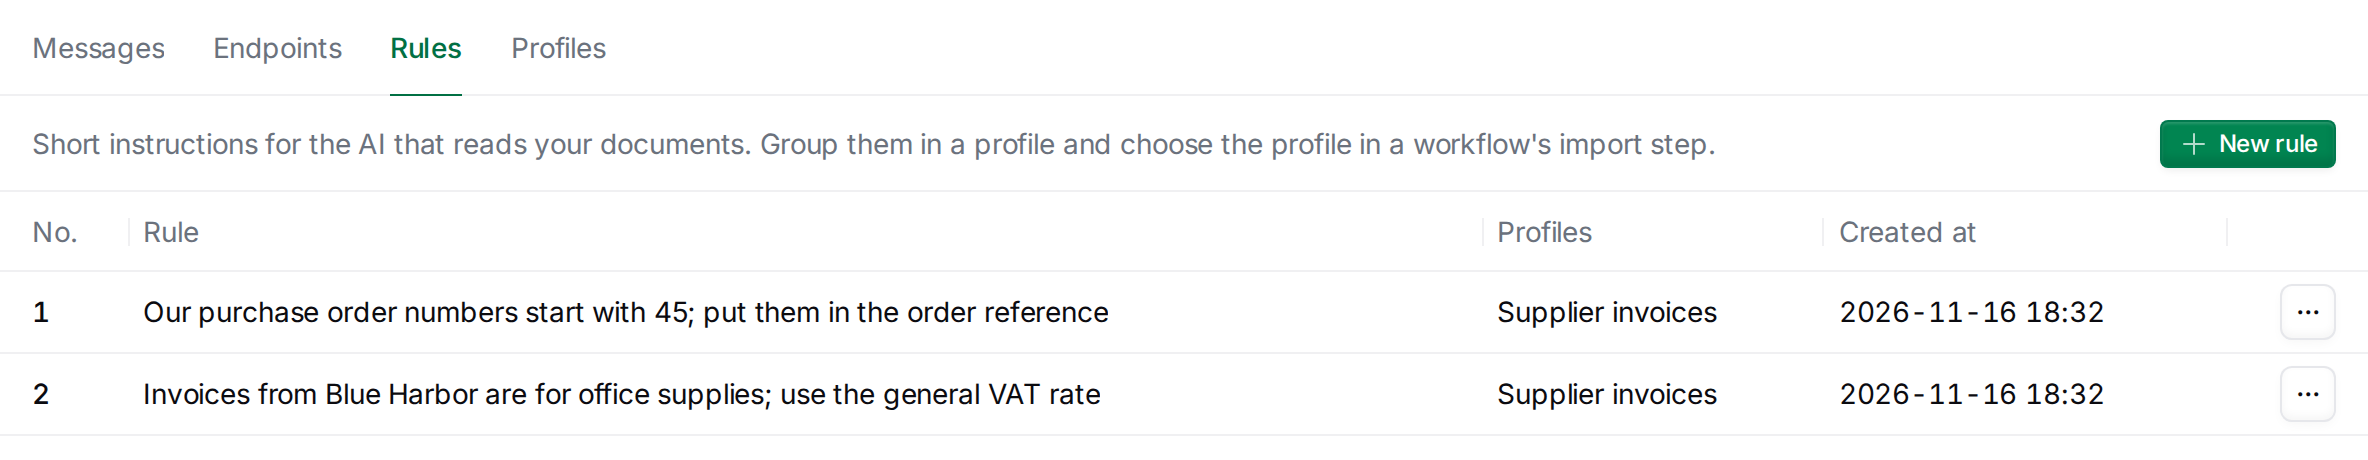 Messages Endpoints Rules Profiles
Short instructions for the AI that reads your documents. Group them in a profile and choose the profile in a workflow's import step. New rule
No. Rule Profiles Created at
1 Our purchase order numbers start with 45; put them in the order reference Supplier invoices 2026-11-16 18:32
2 Invoices from Blue Harbor are for office supplies; use the general VAT rate Supplier invoices 2026-11-16 18:32